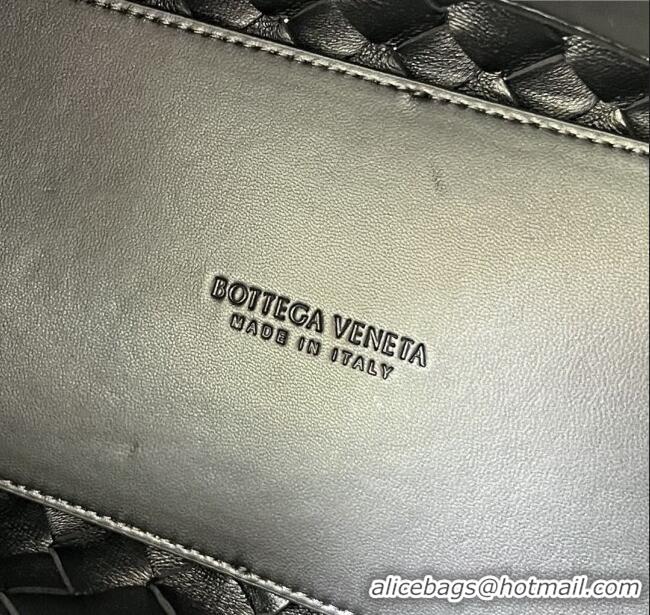 BOTTEGA VENETA
MADE IN ITALY
alicebags@hotmail.com